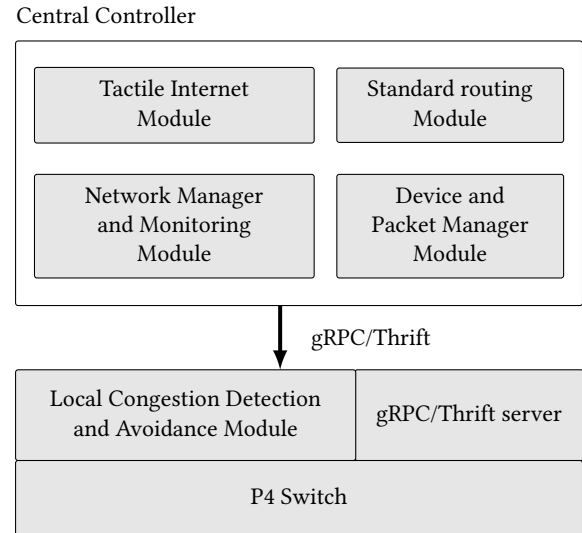 Central Controller
Tactile Internet
Module
Standard routing
Module
Network Manager
and Monitoring
Module
Device and
Packet Manager
Module
gRPC/Thrift
Local Congestion Detection
and Avoidance Module
gRPC/Thrift server
P4 Switch